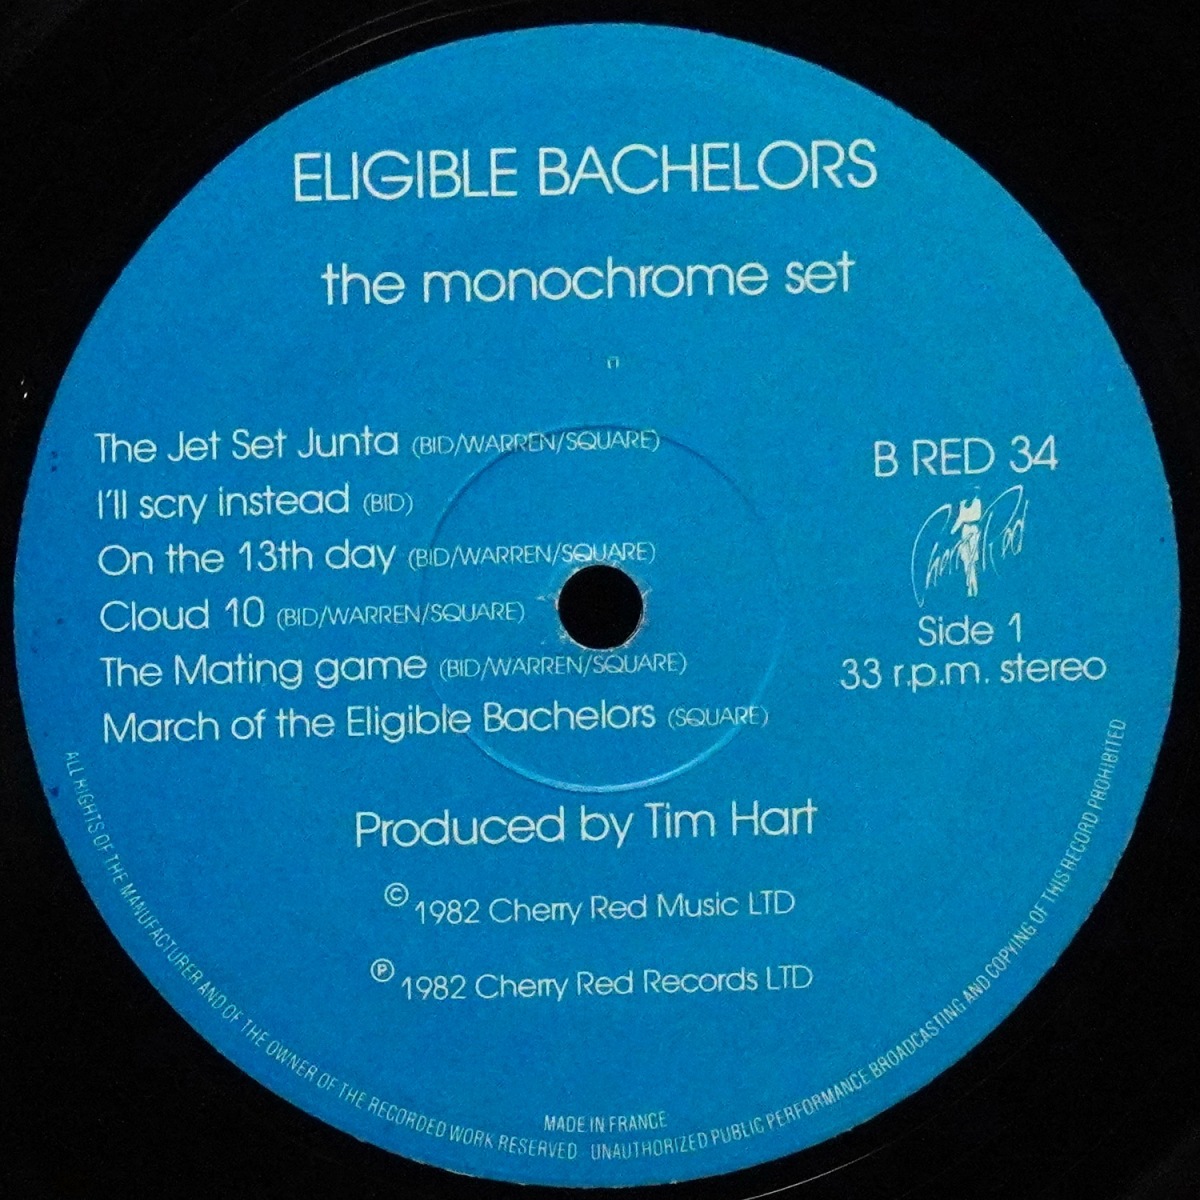 ELIGIBLE BACHELORS
the monochrome set
The Jet Set Junta (BID/WARREN/SQUARE)
I'll scry instead (BID)
On the 13th day (BID/WARREN/SQUARE)
Cloud 10 (BID/WARREN/SQUARE)
The Mating game (BID/WARREN/SQUARE)
March of the Eligible Bachelors (SQUARE)
B RED 34
Cherry Red
Side 1
33 r.p.m. stereo
Produced by Tim Hart
© 1982 Cherry Red Music LTD
℗ 1982 Cherry Red Records LTD
MADE IN FRANCE
ALL RIGHTS OF THE MANUFACTURER AND OF THE OWNER OF THE RECORDED WORK RESERVED UNAUTHORIZED PUBLIC PERFORMANCE BROADCASTING AND COPYING OF THIS RECORD PROHIBITED